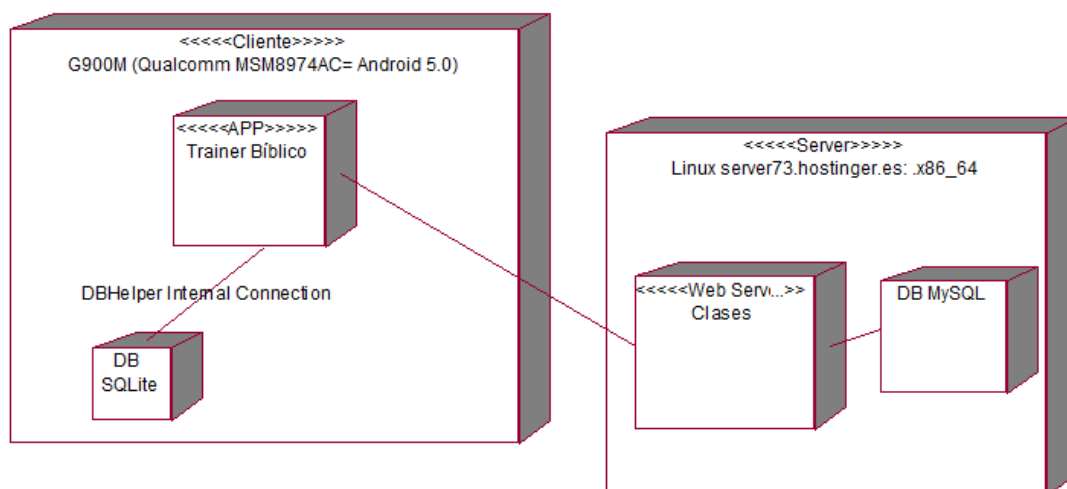 <<<<<Cliente>>>>>
G900M (Qualcomm MSM8974AC= Android 5.0)
<<<<<APP>>>>>
Trainer Bíblico
DBHelper Internal Connection
DB
SQLite
<<<<<Server>>>>>
Linux server73.hostinger.es: .x86_64
<<<<<Web Serv...>>
Clases
DB MySQL